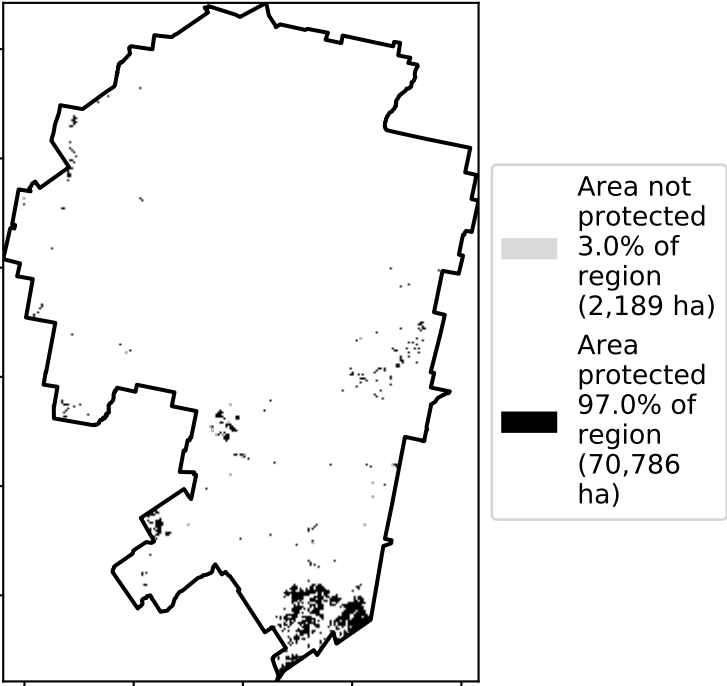 Area not
protected
3.0% of
region
(2,189 ha)
Area
protected
97.0% of
region
(70,786
ha)